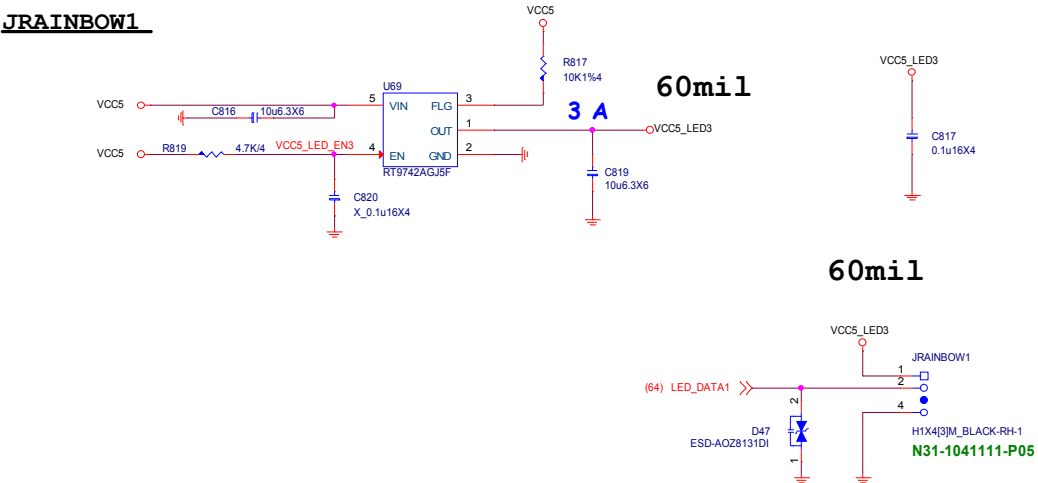 JRAINBOW1
VCC5
R817
10K1%4
60mil
VCC5_LED3
U69
VCC5
C816
10u6.3X6
5
VIN
FLG
3
3 A
OUT
1
VCC5_LED3
C817
0.1u16X4
VCC5
R819
4.7K/4
VCC5_LED_EN3
4
EN
GND
2
RT9742AGJ5F
C819
10u6.3X6
C820
X_0.1u16X4
60mil
VCC5_LED3
JRAINBOW1
1
2
(64) LED_DATA1
4
2
D47
ESD-AOZ8131DI
1
H1X4[3]M_BLACK-RH-1
N31-1041111-P05